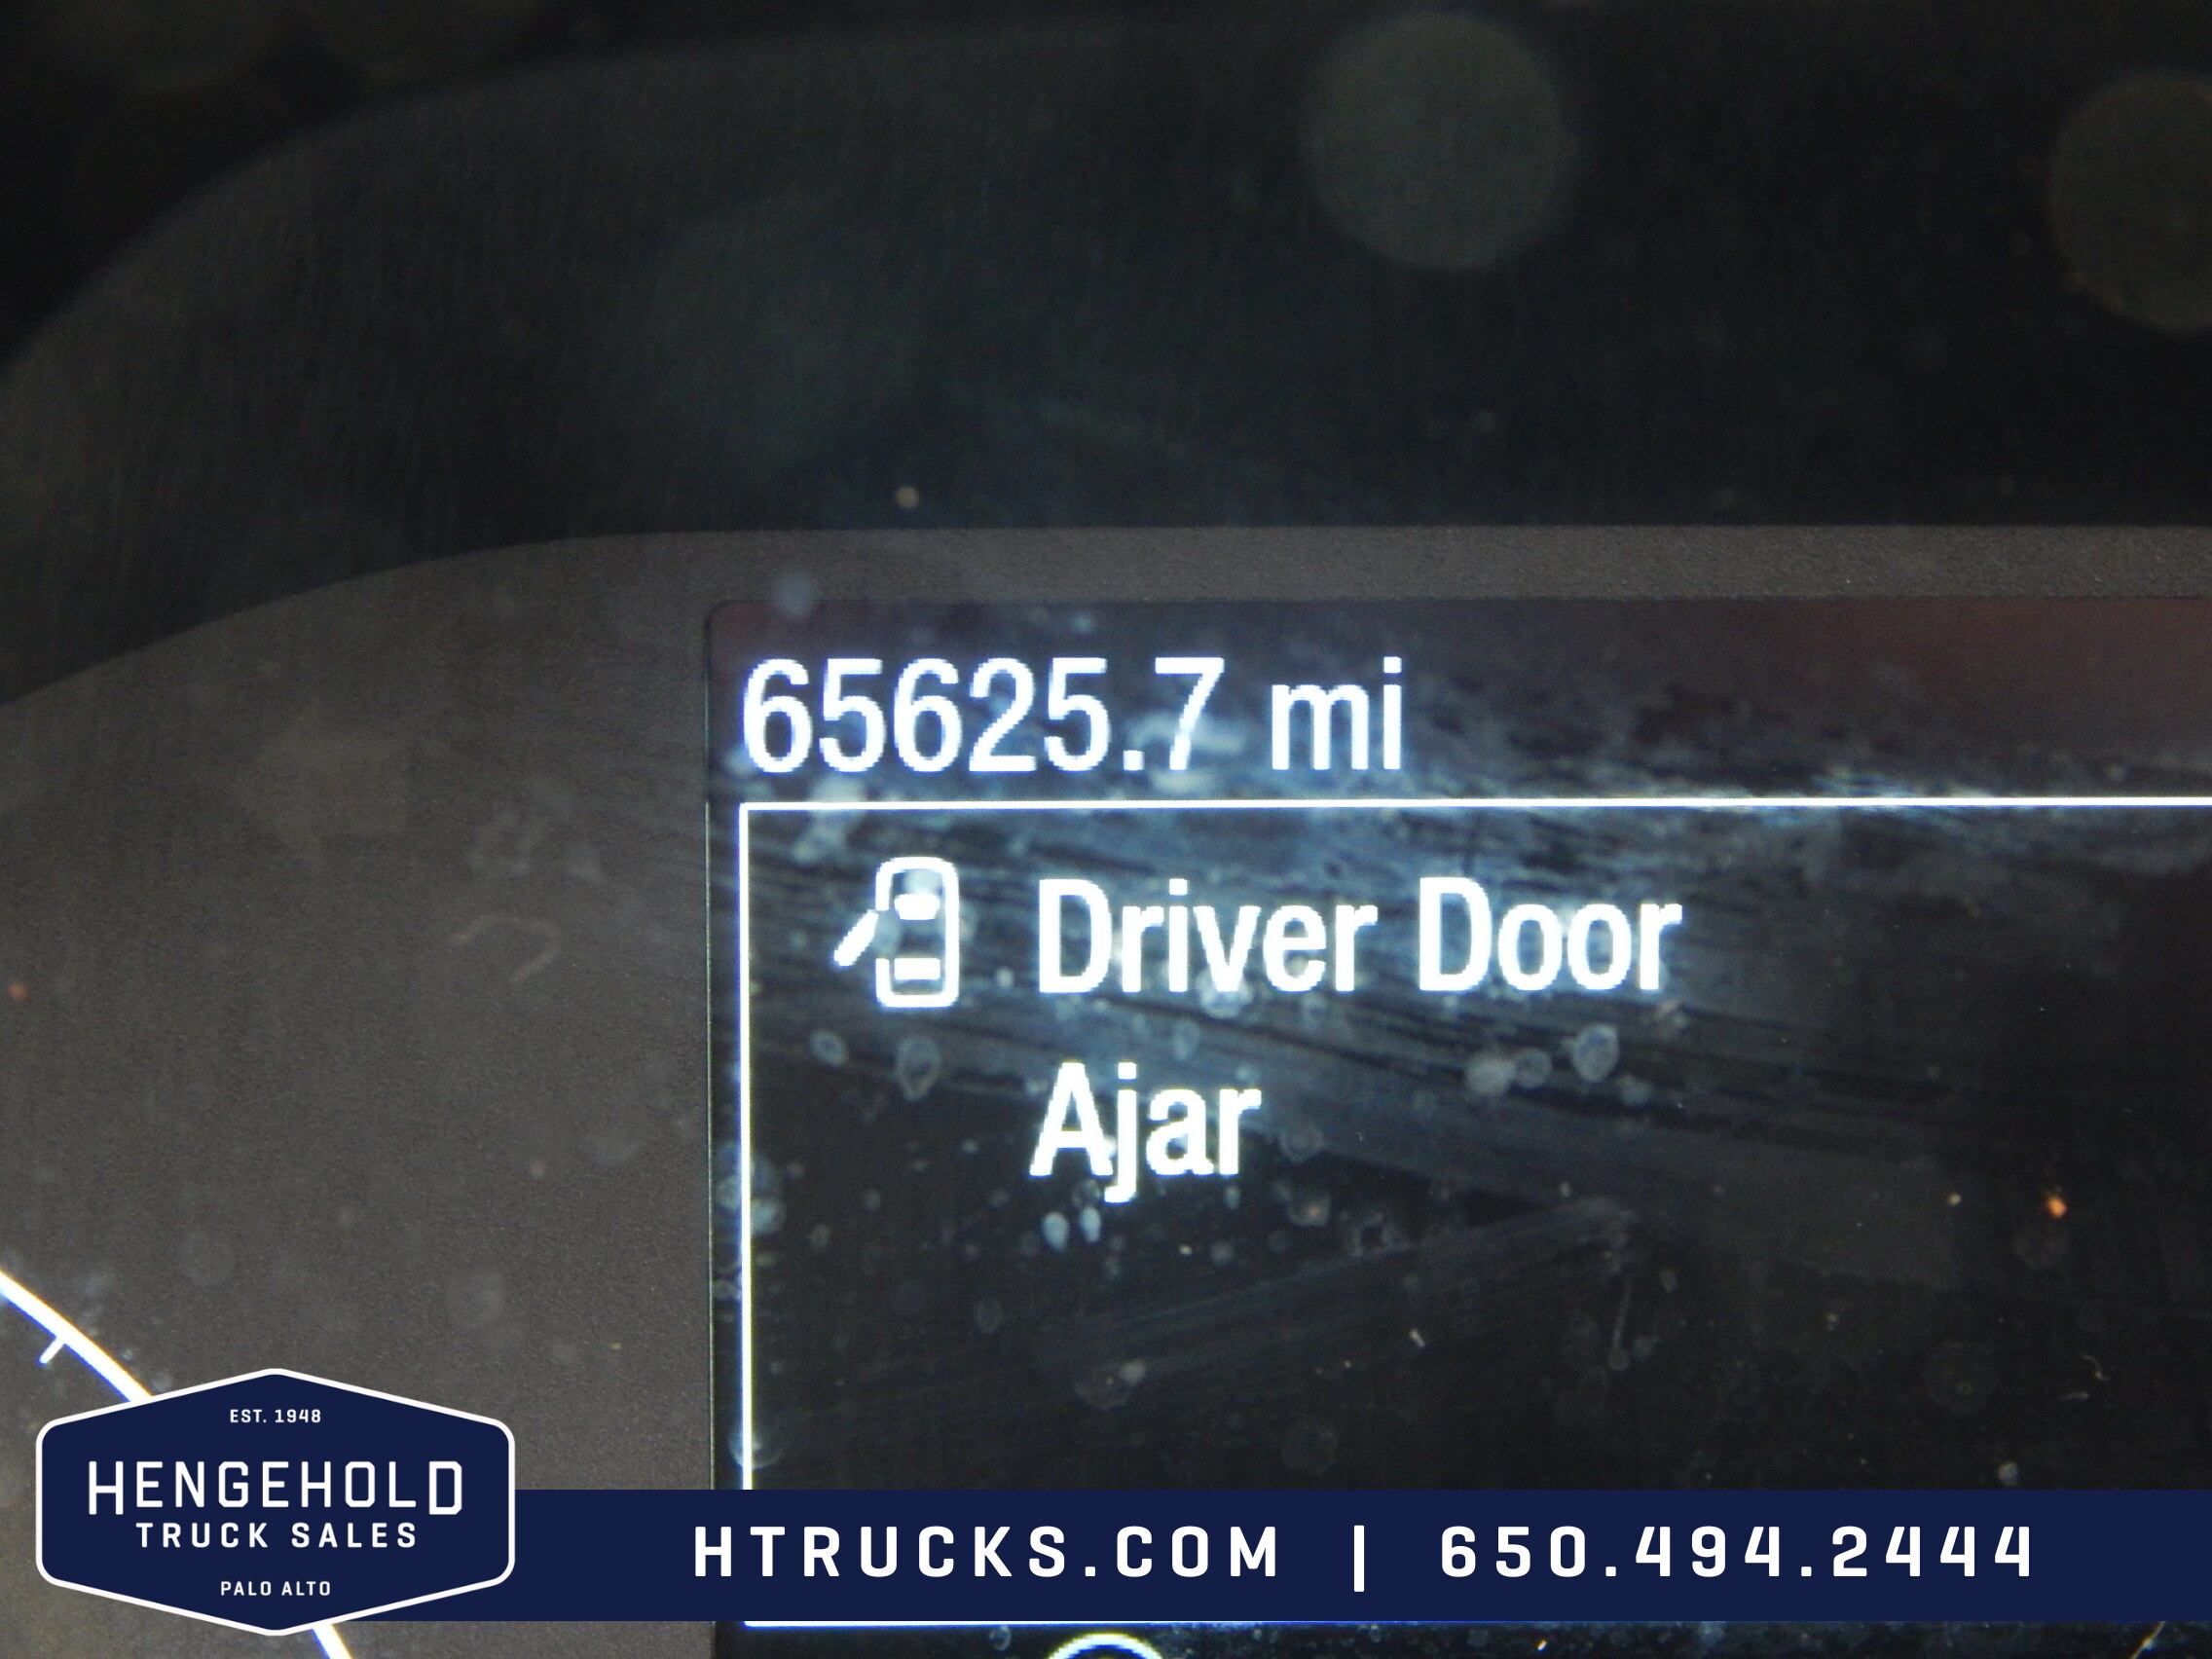 65625.7 mi
Driver Door
Ajar
EST. 1948
HENGEHOLD
TRUCK SALES
PALO ALTO
HTRUCKS.COM | 650.494.2444